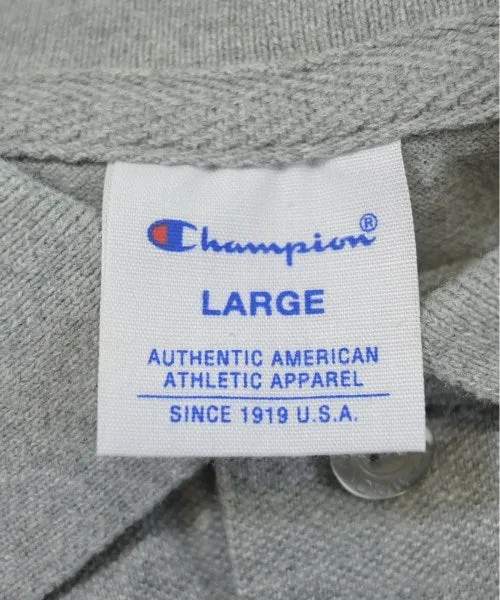 Champion®
LARGE
AUTHENTIC AMERICAN
ATHLETIC APPAREL
SINCE 1919 U.S.A.